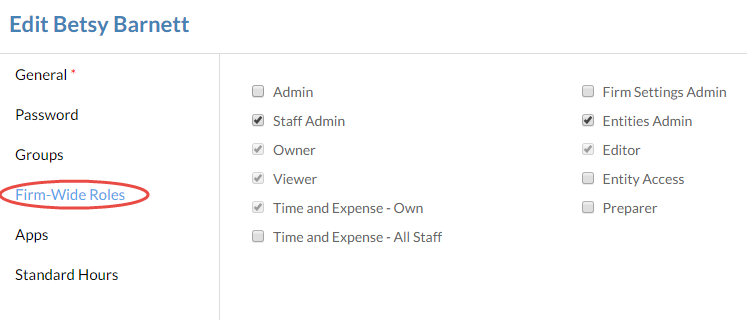 Edit Betsy Barnett
General *
Password
Groups
Firm-Wide Roles
Apps
Standard Hours
Admin
Staff Admin
Owner
Viewer
Time and Expense - Own
Time and Expense - All Staff
Firm Settings Admin
Entities Admin
Editor
Entity Access
Preparer